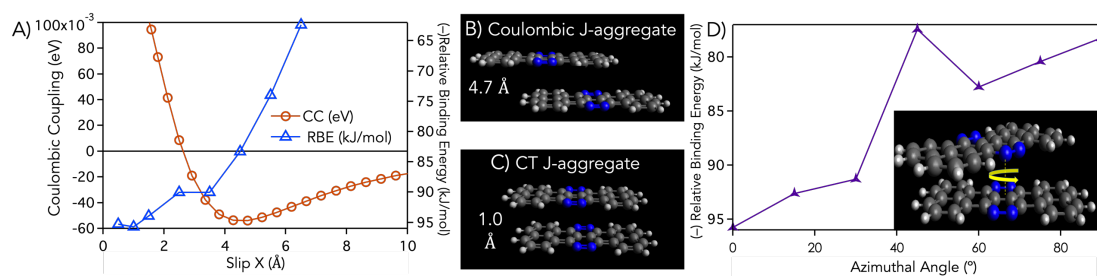 A)
100x10⁻³
80
60
40
20
0
-20
-40
-60
Coulombic Coupling (eV)
0
2
4
6
8
10
Slip X (Å)
65
70
75
80
85
90
95
(–)Relative Binding Energy (kJ/mol)
CC (eV)
RBE (kJ/mol)
B) Coulombic J-aggregate
4.7 Å
C) CT J-aggregate
1.0
Å
D)
80
85
90
95
(–) Relative Binding Energy (kJ/mol)
0
20
40
60
80
Azimuthal Angle (º)